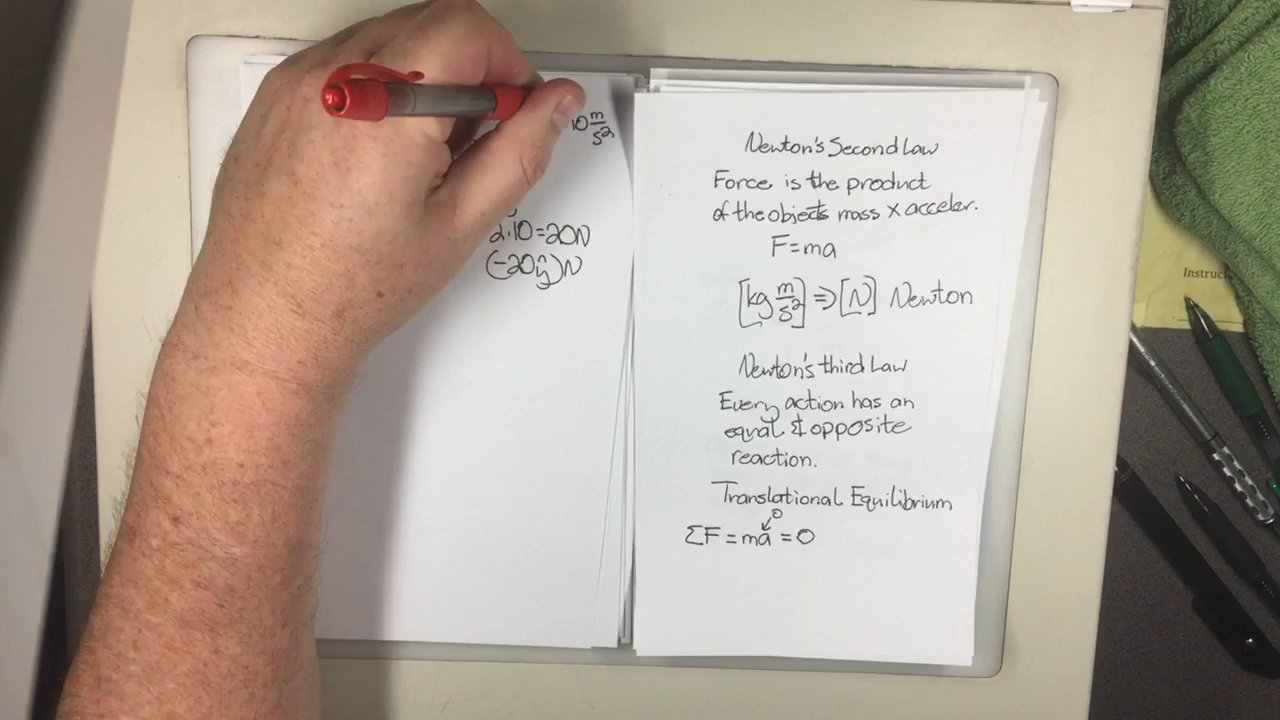 10 m/s²
2·10=20N
(-20ŷ)N
Newton's Second Law
Force is the product
of the objects mass x acceler.
F=ma
[kg m/s²] ⇒ [N] Newton
Newton's third Law
Every action has an
equal & opposite
reaction.
Translational Equilibrium
0
ΣF = ma = 0